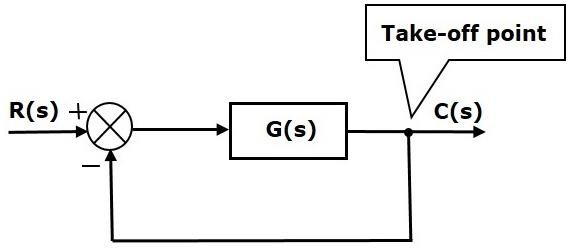 Take-off point
R(s)
+
G(s)
C(s)
−